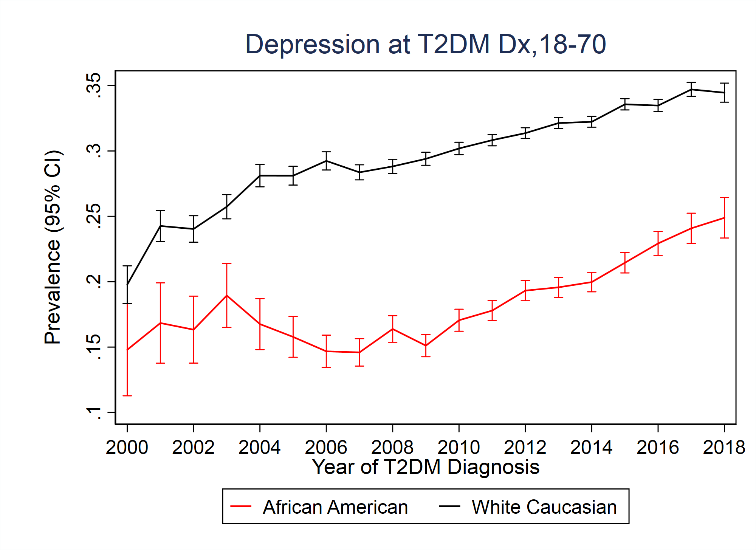 Depression at T2DM Dx,18-70
Prevalence (95% CI)
.35
.3
.25
.2
.15
.1
2000 2002 2004 2006 2008 2010 2012 2014 2016 2018
Year of T2DM Diagnosis
African American White Caucasian